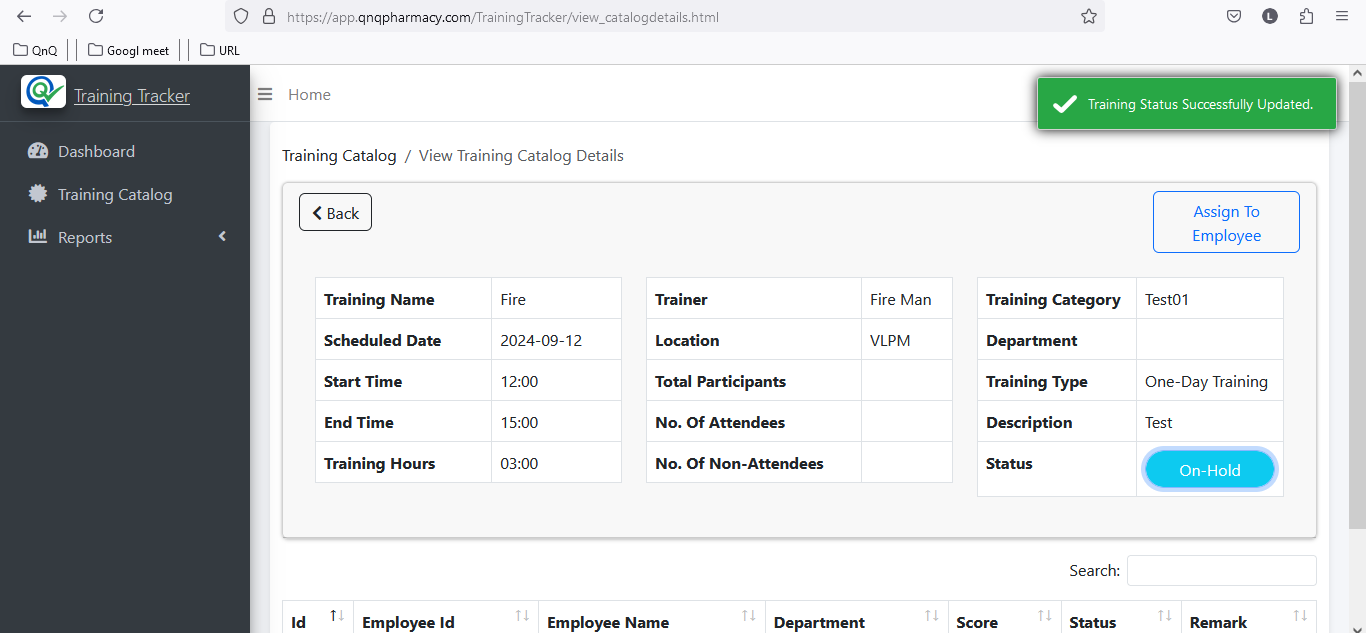 https://app.qnqpharmacy.com/TrainingTracker/view_catalogdetails.html
L
QnQ
Googl meet
URL
Training Tracker
Home
Training Status Successfully Updated.
Dashboard
Training Catalog
Reports
Training Catalog / View Training Catalog Details
Back
Assign To
Employee
Training Name Fire
Scheduled Date 2024-09-12
Start Time 12:00
End Time 15:00
Training Hours 03:00
Trainer Fire Man
Location VLPM
Total Participants
No. Of Attendees
No. Of Non-Attendees
Training Category Test01
Department
Training Type One-Day Training
Description Test
Status On-Hold
Search:
Id Employee Id Employee Name Department Score Status Remark